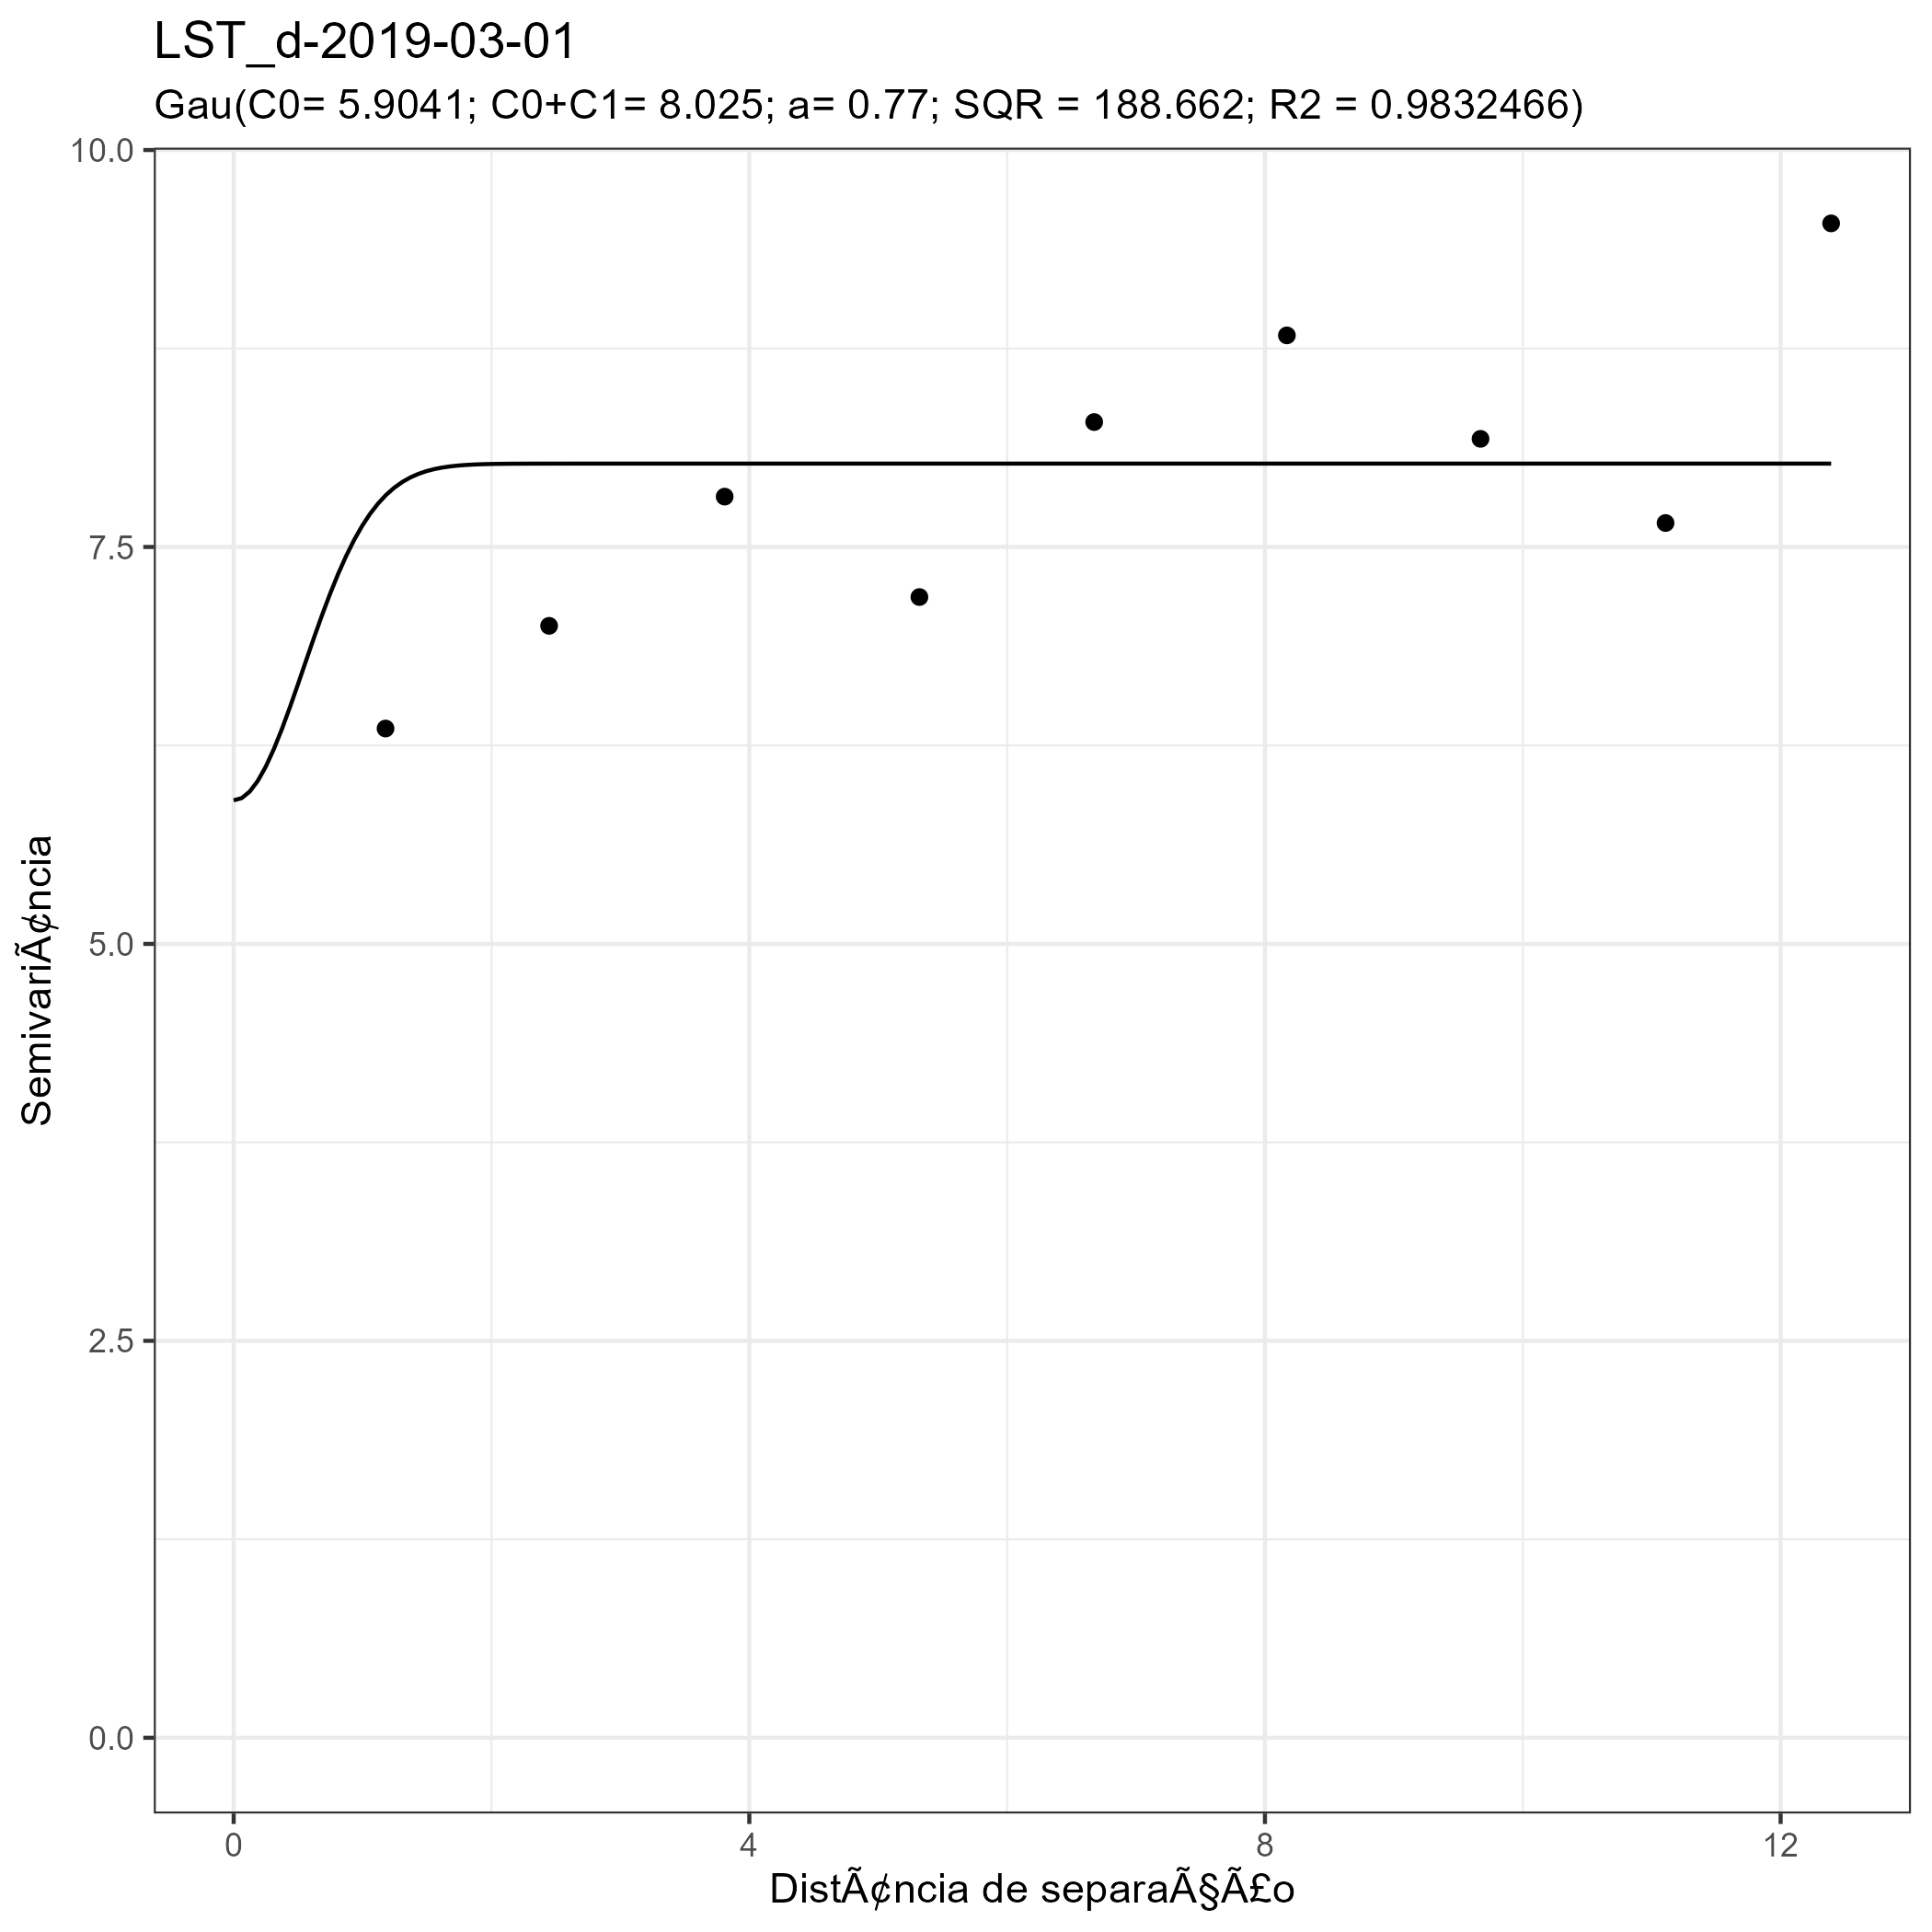 LST_d-2019-03-01
Gau(C0= 5.9041; C0+C1= 8.025; a= 0.77; SQR = 188.662; R2 = 0.9832466)
10.0
7.5
5.0
2.5
0.0
SemivariÃ¢ncia
0 4 8 12
DistÃ¢ncia de separaÃ§Ã£o